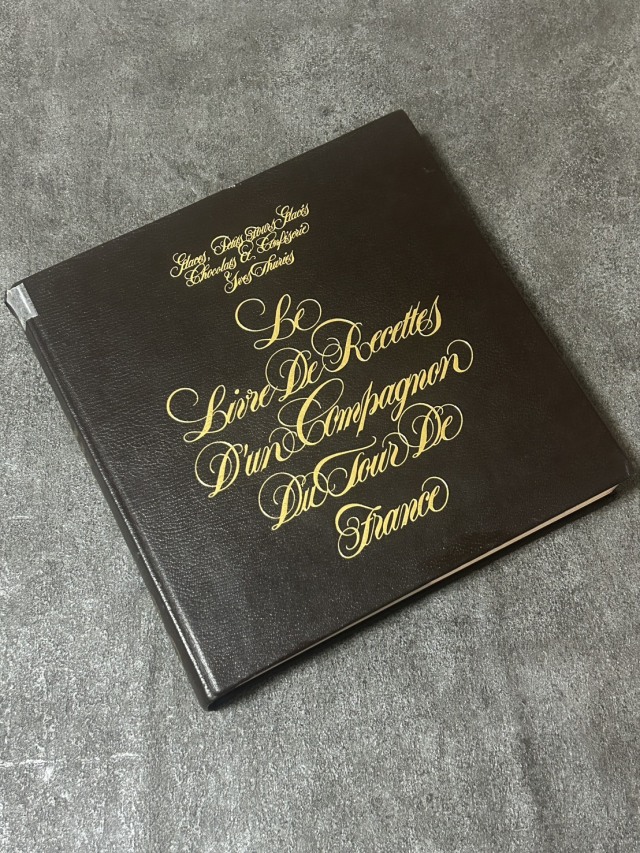 Glaces, Petits Fours Glacés
Chocolats & Confiserie
Yves Thuriès
Le
Livre De Recettes
D'un Compagnon
Du Tour De
France